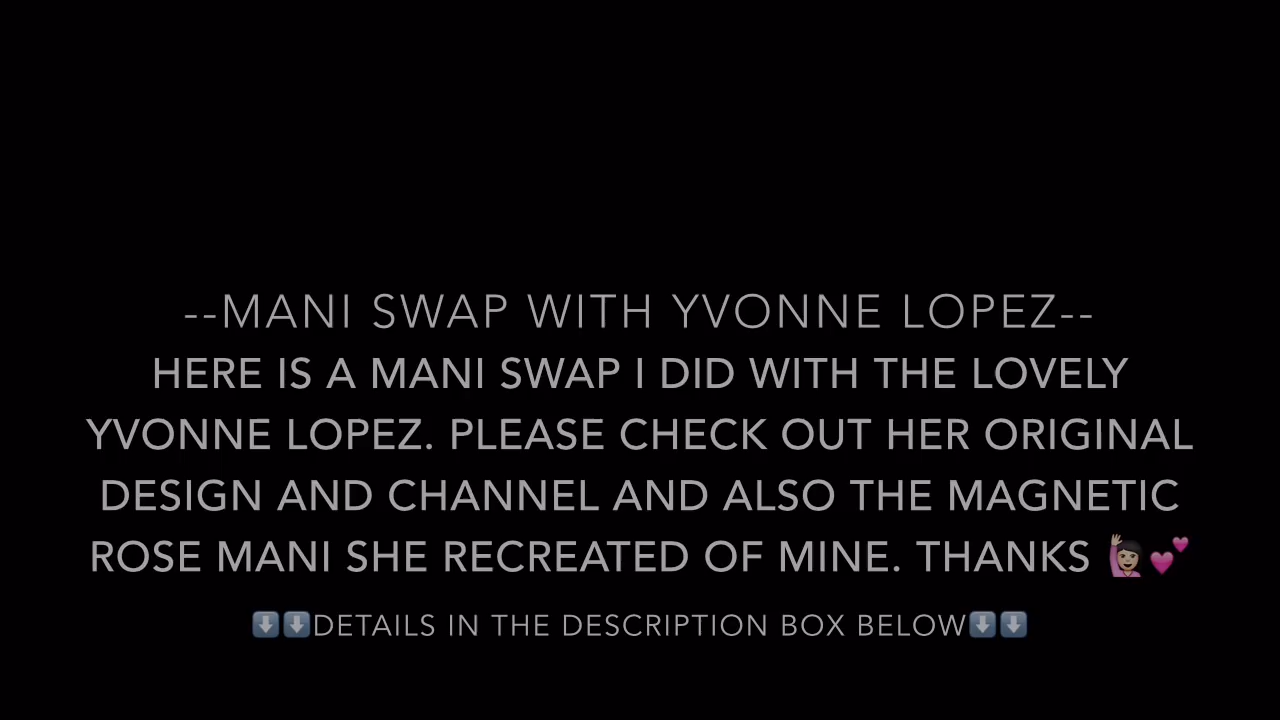 --MANI SWAP WITH YVONNE LOPEZ--
HERE IS A MANI SWAP I DID WITH THE LOVELY
YVONNE LOPEZ. PLEASE CHECK OUT HER ORIGINAL
DESIGN AND CHANNEL AND ALSO THE MAGNETIC
ROSE MANI SHE RECREATED OF MINE. THANKS 🙋🏼💕
⬇️⬇️DETAILS IN THE DESCRIPTION BOX BELOW⬇️⬇️